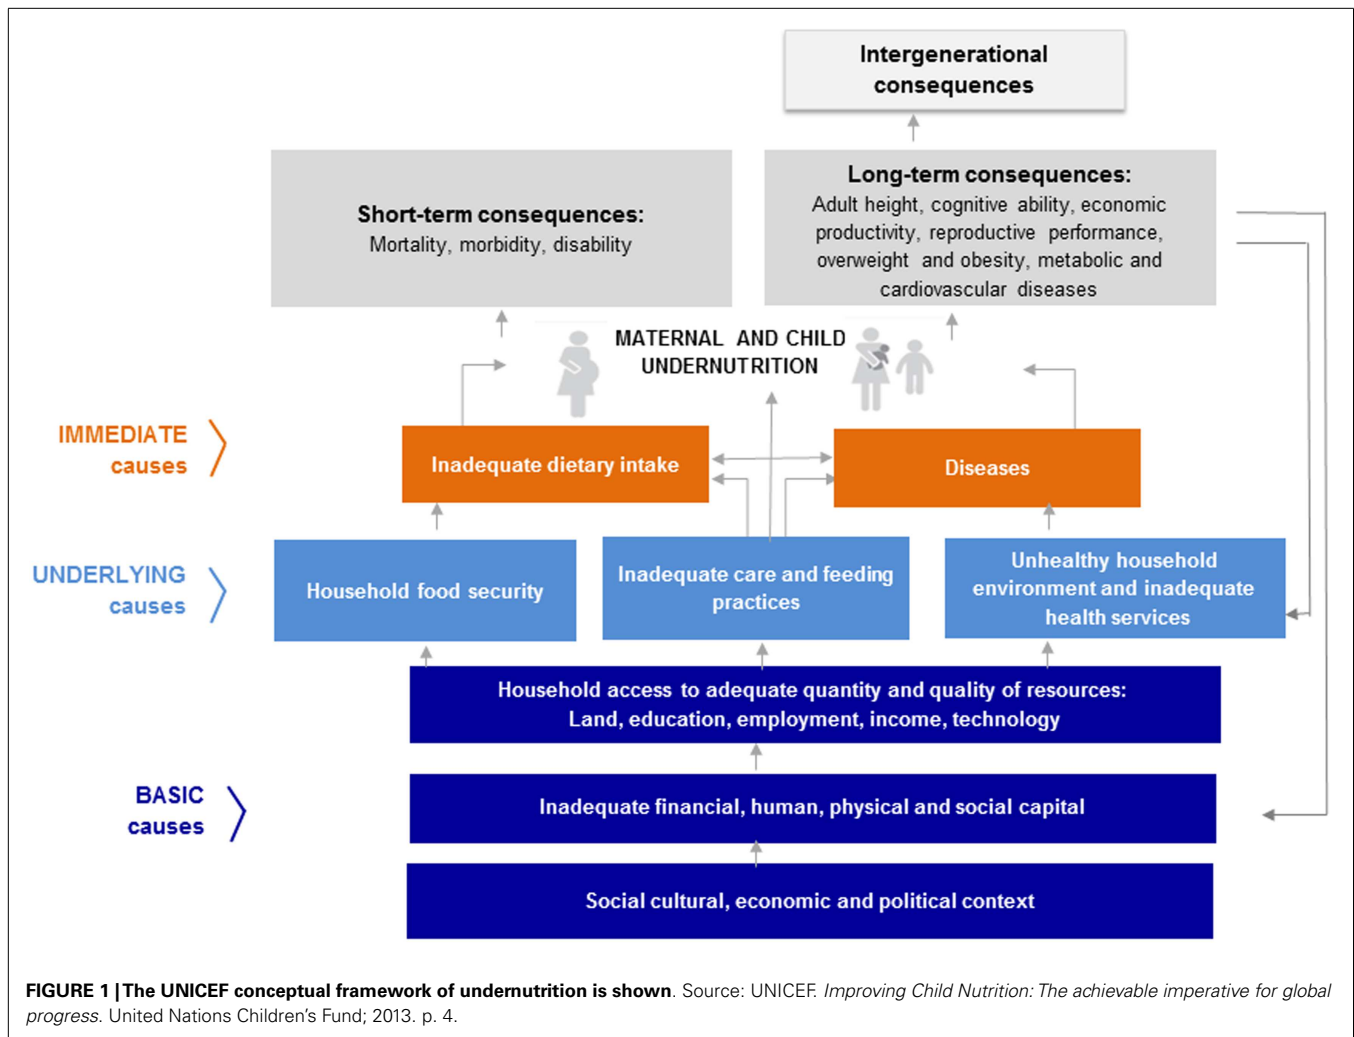 Intergenerational
consequences
Short-term consequences:
Mortality, morbidity, disability
Long-term consequences:
Adult height, cognitive ability, economic
productivity, reproductive performance,
overweight and obesity, metabolic and
cardiovascular diseases
MATERNAL AND CHILD
UNDERNUTRITION
IMMEDIATE
causes
Inadequate dietary intake
Diseases
UNDERLYING
causes
Household food security
Inadequate care and feeding
practices
Unhealthy household
environment and inadequate
health services
Household access to adequate quantity and quality of resources:
Land, education, employment, income, technology
BASIC
causes
Inadequate financial, human, physical and social capital
Social cultural, economic and political context
FIGURE 1 | The UNICEF conceptual framework of undernutrition is shown. Source: UNICEF. Improving Child Nutrition: The achievable imperative for global
progress. United Nations Children's Fund; 2013. p. 4.